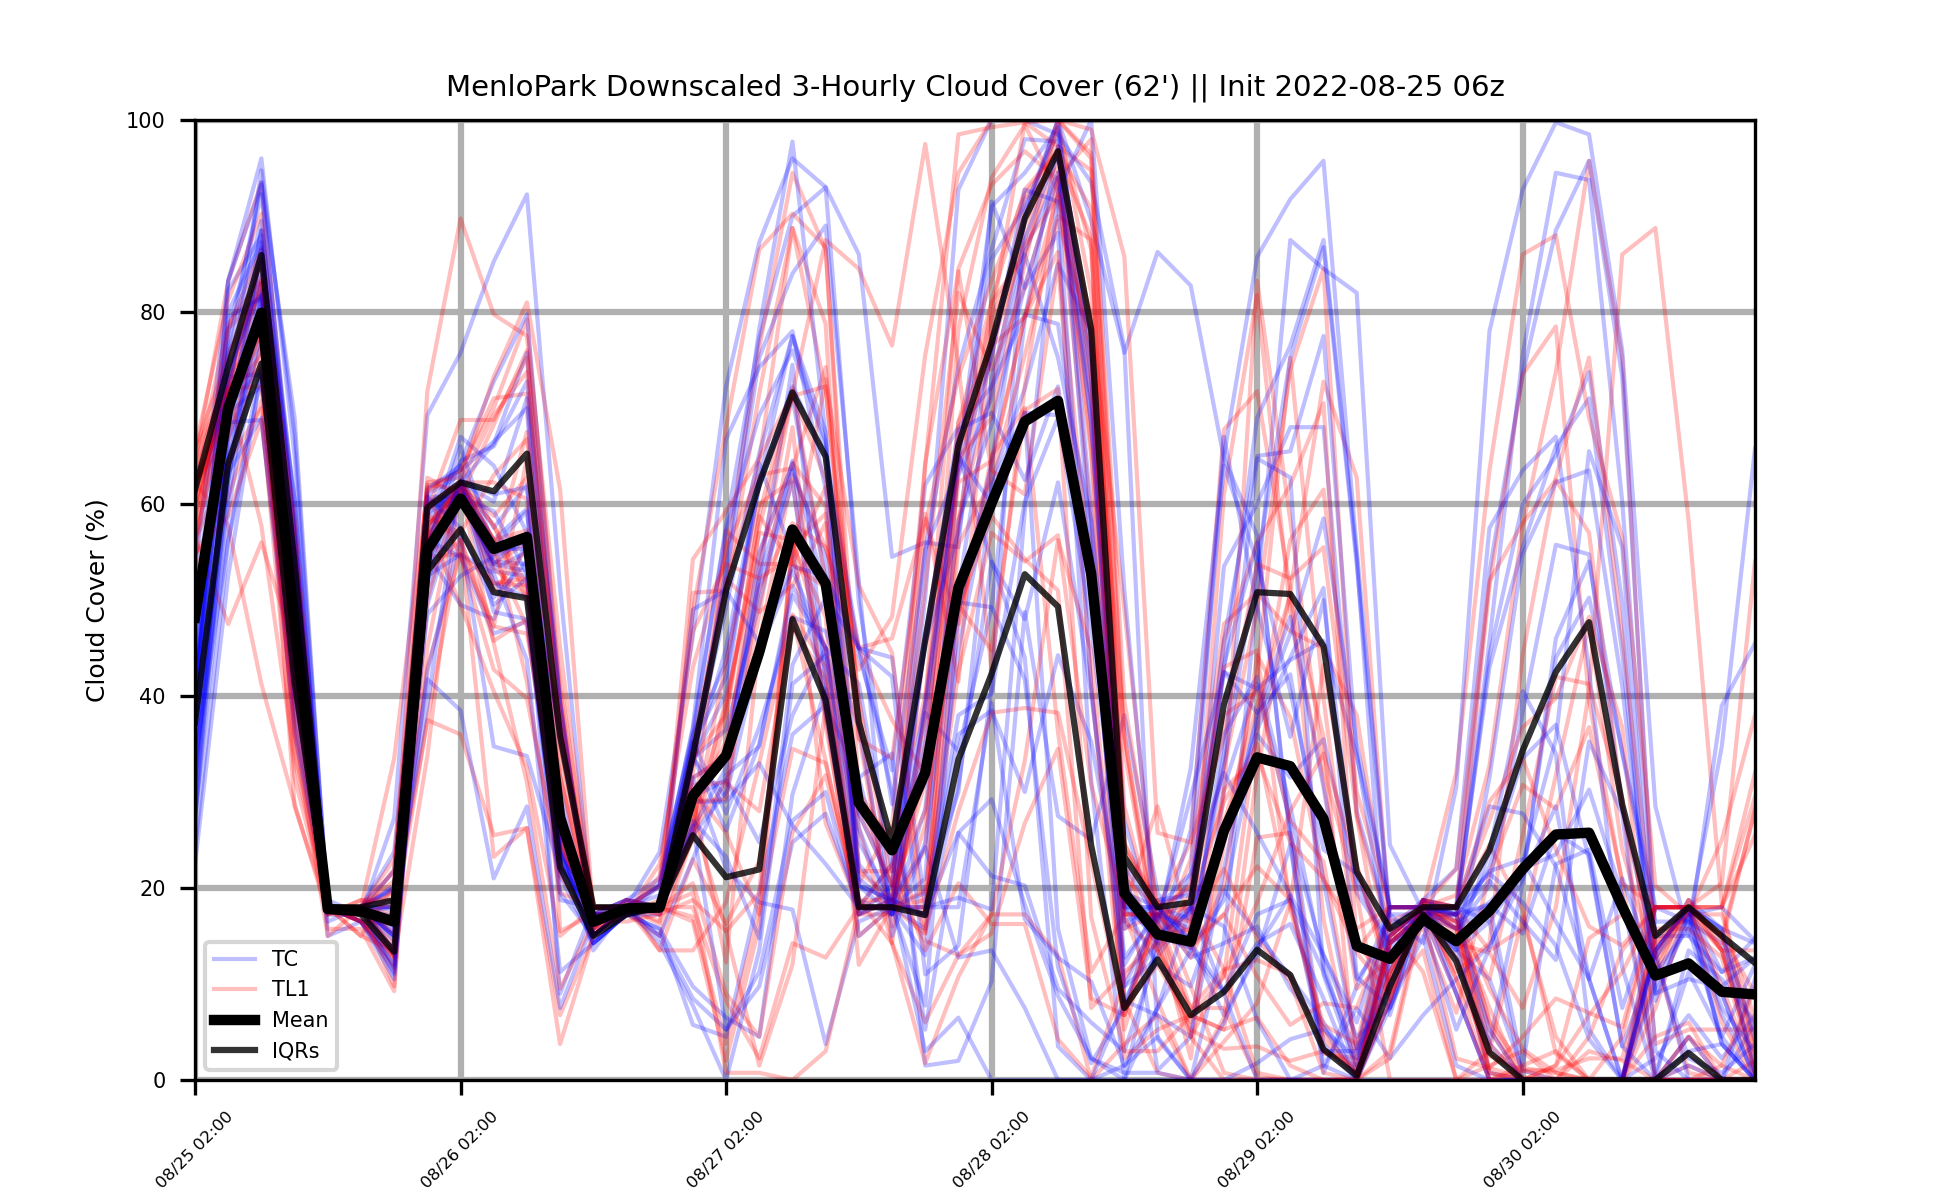 MenloPark Downscaled 3-Hourly Cloud Cover (62') || Init 2022-08-25 06z
Cloud Cover (%)
100
80
60
40
20
0
TC
TL1
Mean
IQRs
08/25 02:00
08/26 02:00
08/27 02:00
08/28 02:00
08/29 02:00
08/30 02:00